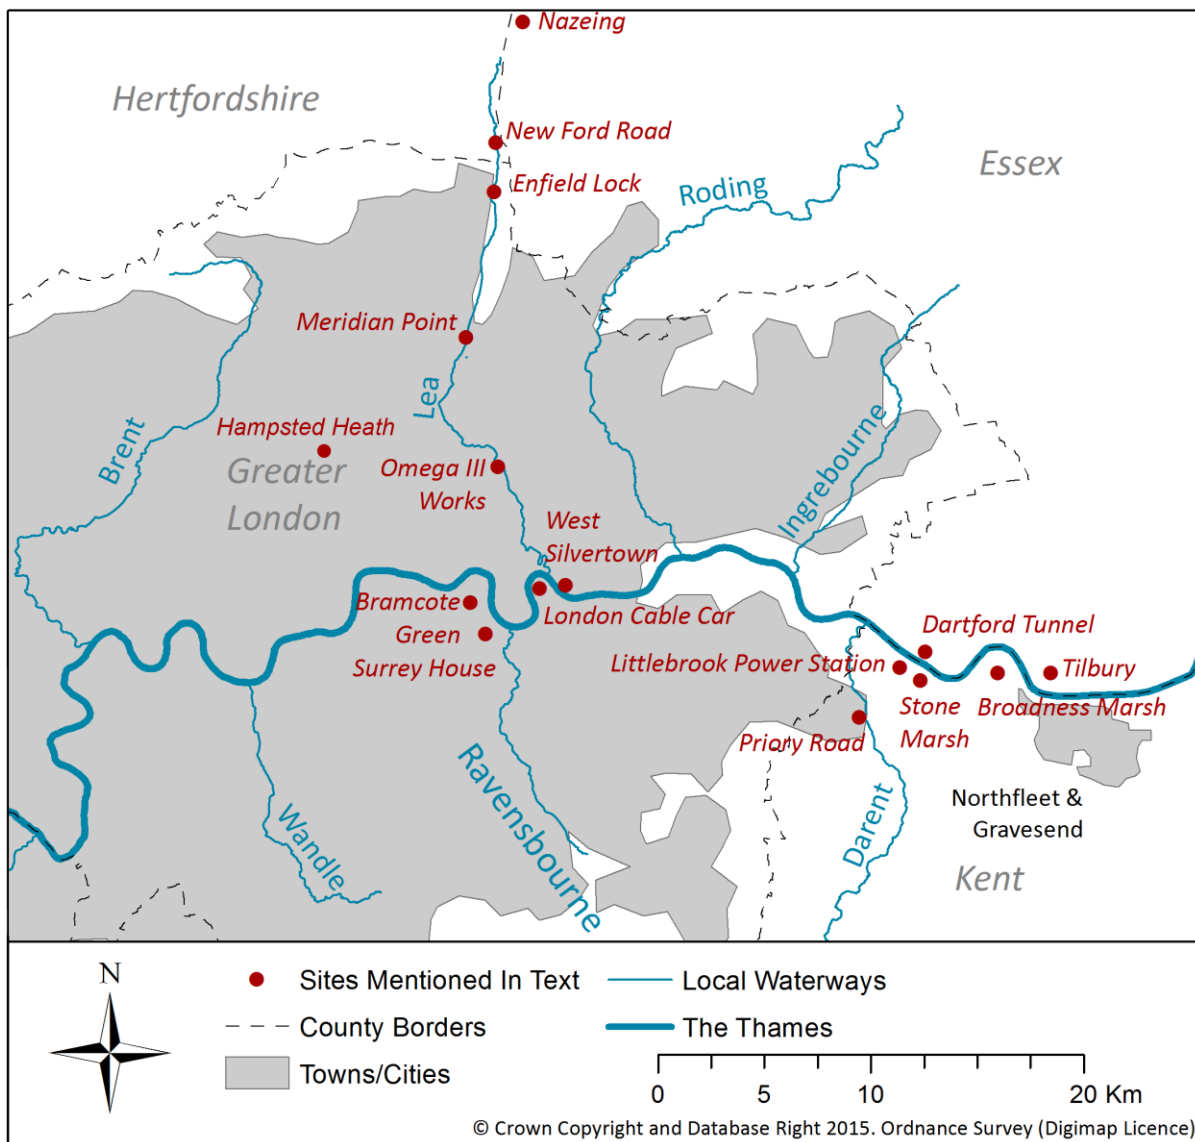 Nazeing
Hertfordshire
New Ford Road
Essex
Enfield Lock
Roding
Meridian Point
Lea
Brent
Hampsted Heath
Ingrebourne
Greater
London
Omega III
Works
West
Silvertown
Bramcote
Green
London Cable Car
Surrey House
Dartford Tunnel
Littlebrook Power Station
Tilbury
Stone
Marsh
Broadness Marsh
Priory Road
Ravensbourne
Wandle
Darent
Northfleet &
Gravesend
Kent
N
Sites Mentioned In Text
Local Waterways
County Borders
The Thames
Towns/Cities
0 5 10 20 Km
© Crown Copyright and Database Right 2015. Ordnance Survey (Digimap Licence)